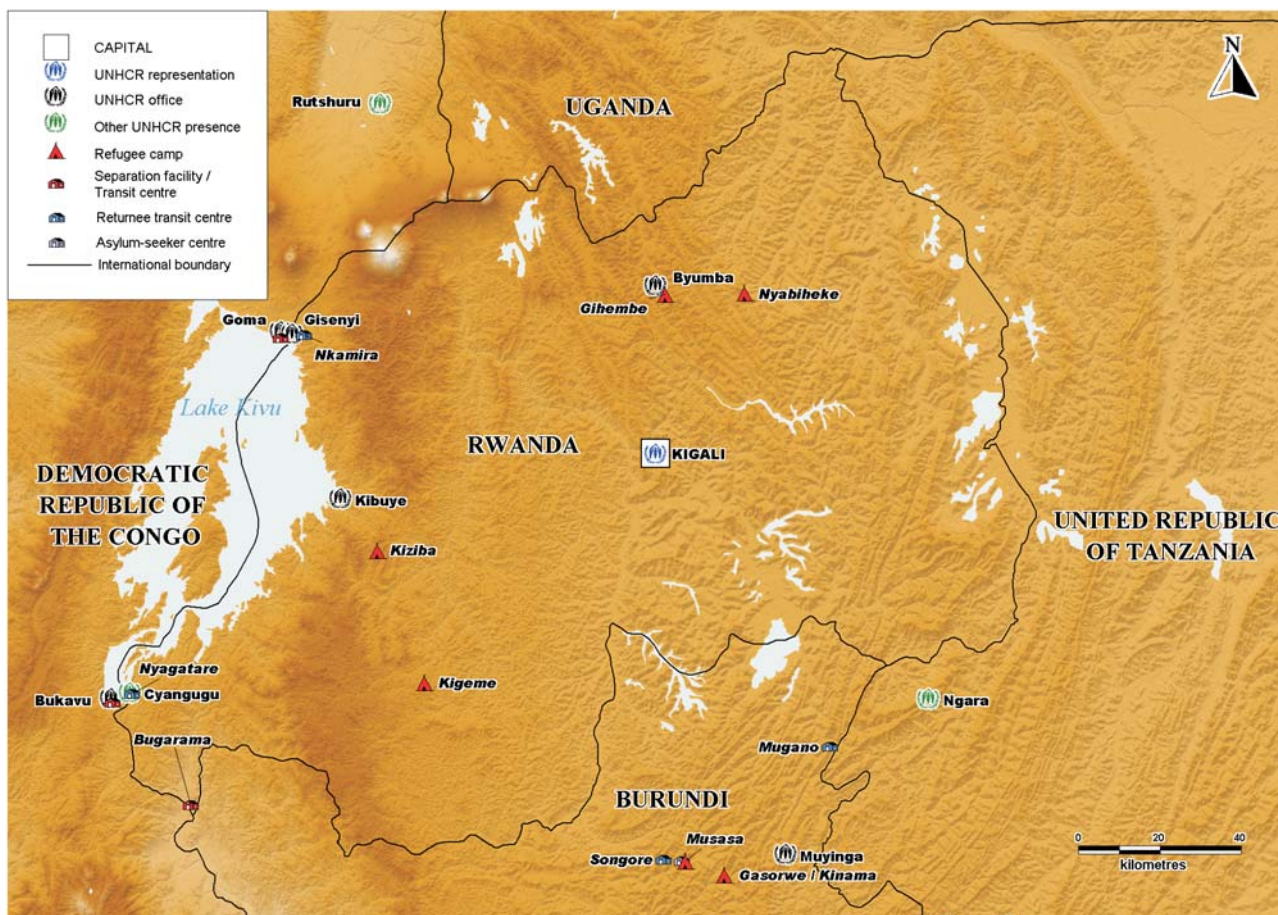 CAPITAL
UNHCR representation
UNHCR office
Other UNHCR presence
Refugee camp
Separation facility /
Transit centre
Returnee transit centre
Asylum-seeker centre
International boundary
N
Rutshuru
UGANDA
Byumba
Gihembe
Nyabiheke
Goma
Gisenyi
Nkamira
Lake Kivu
RWANDA
KIGALI
DEMOCRATIC
REPUBLIC OF
THE CONGO
Kibuye
UNITED REPUBLIC
OF TANZANIA
Kiziba
Nyagatare
Kigeme
Bukavu
Cyangugu
Ngara
Bugarama
Mugano
BURUNDI
Musasa
Songore
Muyinga
Gasorwe / Kinama
0 20 40
kilometres